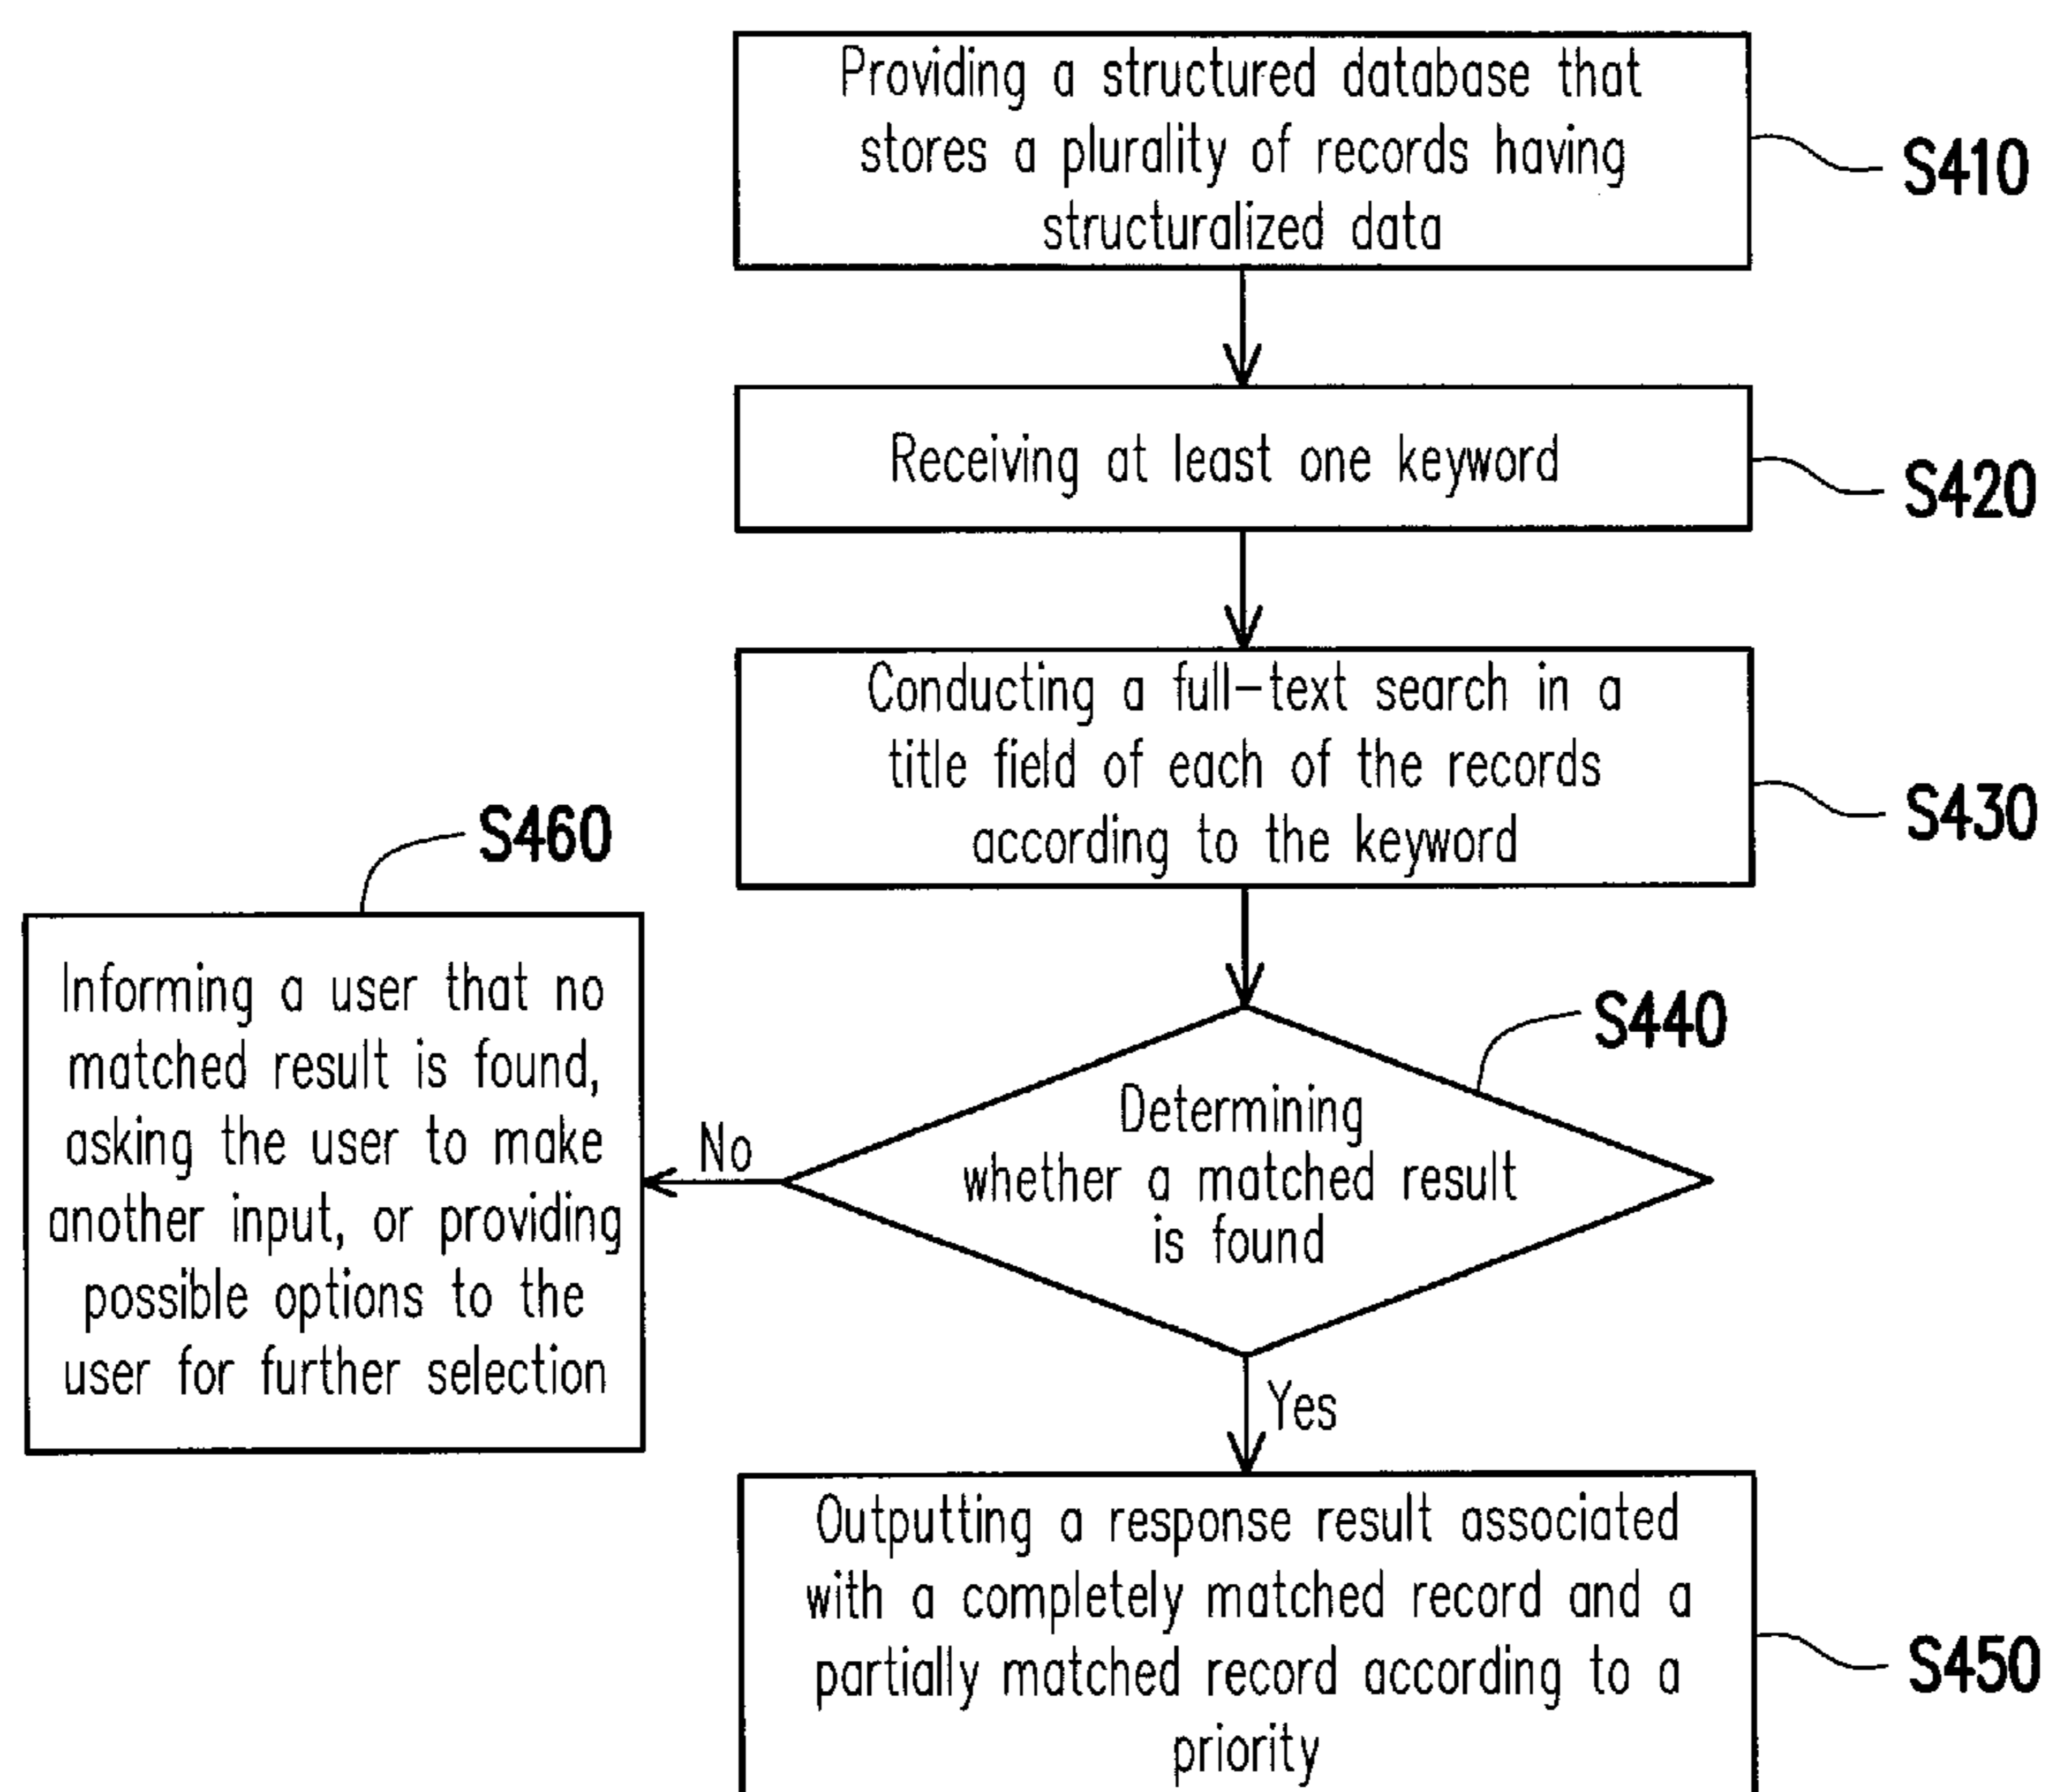 Providing a structured database that
stores a plurality of records having
structuralized data
S410
Receiving at least one keyword
S420
Conducting a full-text search in a
title field of each of the records
according to the keyword
S430
S460
Informing a user that no
matched result is found,
asking the user to make
another input, or providing
possible options to the
user for further selection
No
S440
Determining
whether a matched result
is found
Yes
Outputting a response result associated
with a completely matched record and a
partially matched record according to a
priority
S450